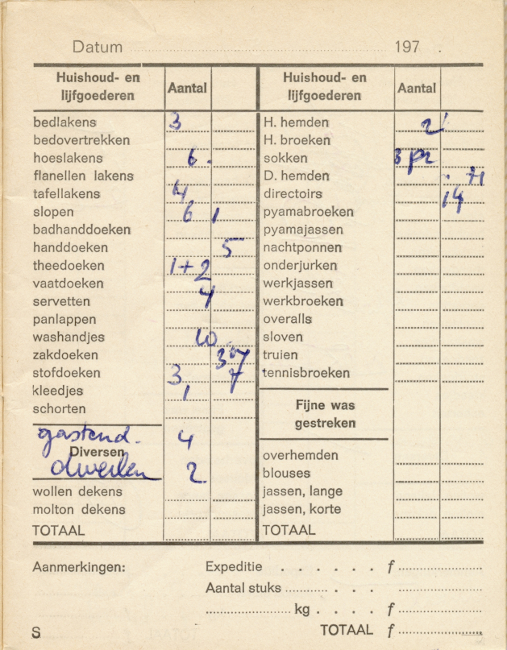 Datum 197 .
Huishoud- en lijfgoederen Aantal
bedlakens 3
bedovertrekken
hoeslakens 6.
flanellen lakens
tafellakens 4
slopen 6 1
badhanddoeken
handdoeken 5
theedoeken 1+2
vaatdoeken
servetten 4
panlappen
washandjes 10
zakdoeken
stofdoeken 3 7
kleedjes 1
schorten
gastend. 4
Diversen
dweilen 2
wollen dekens
molton dekens
TOTAAL
Huishoud- en lijfgoederen Aantal
H. hemden 2
H. broeken
sokken 3 pr
D. hemden
directoirs 14
pyamabroeken
pyamajassen
nachtponnen
onderjurken
werkjassen
werkbroeken
overalls
sloven
truien
tennisbroeken
Fijne was
gestreken
overhemden
blouses
jassen, lange
jassen, korte
TOTAAL
Aanmerkingen:
Expeditie . . . . . . f
Aantal stuks . . . .
kg . . . . f
TOTAAL f
S